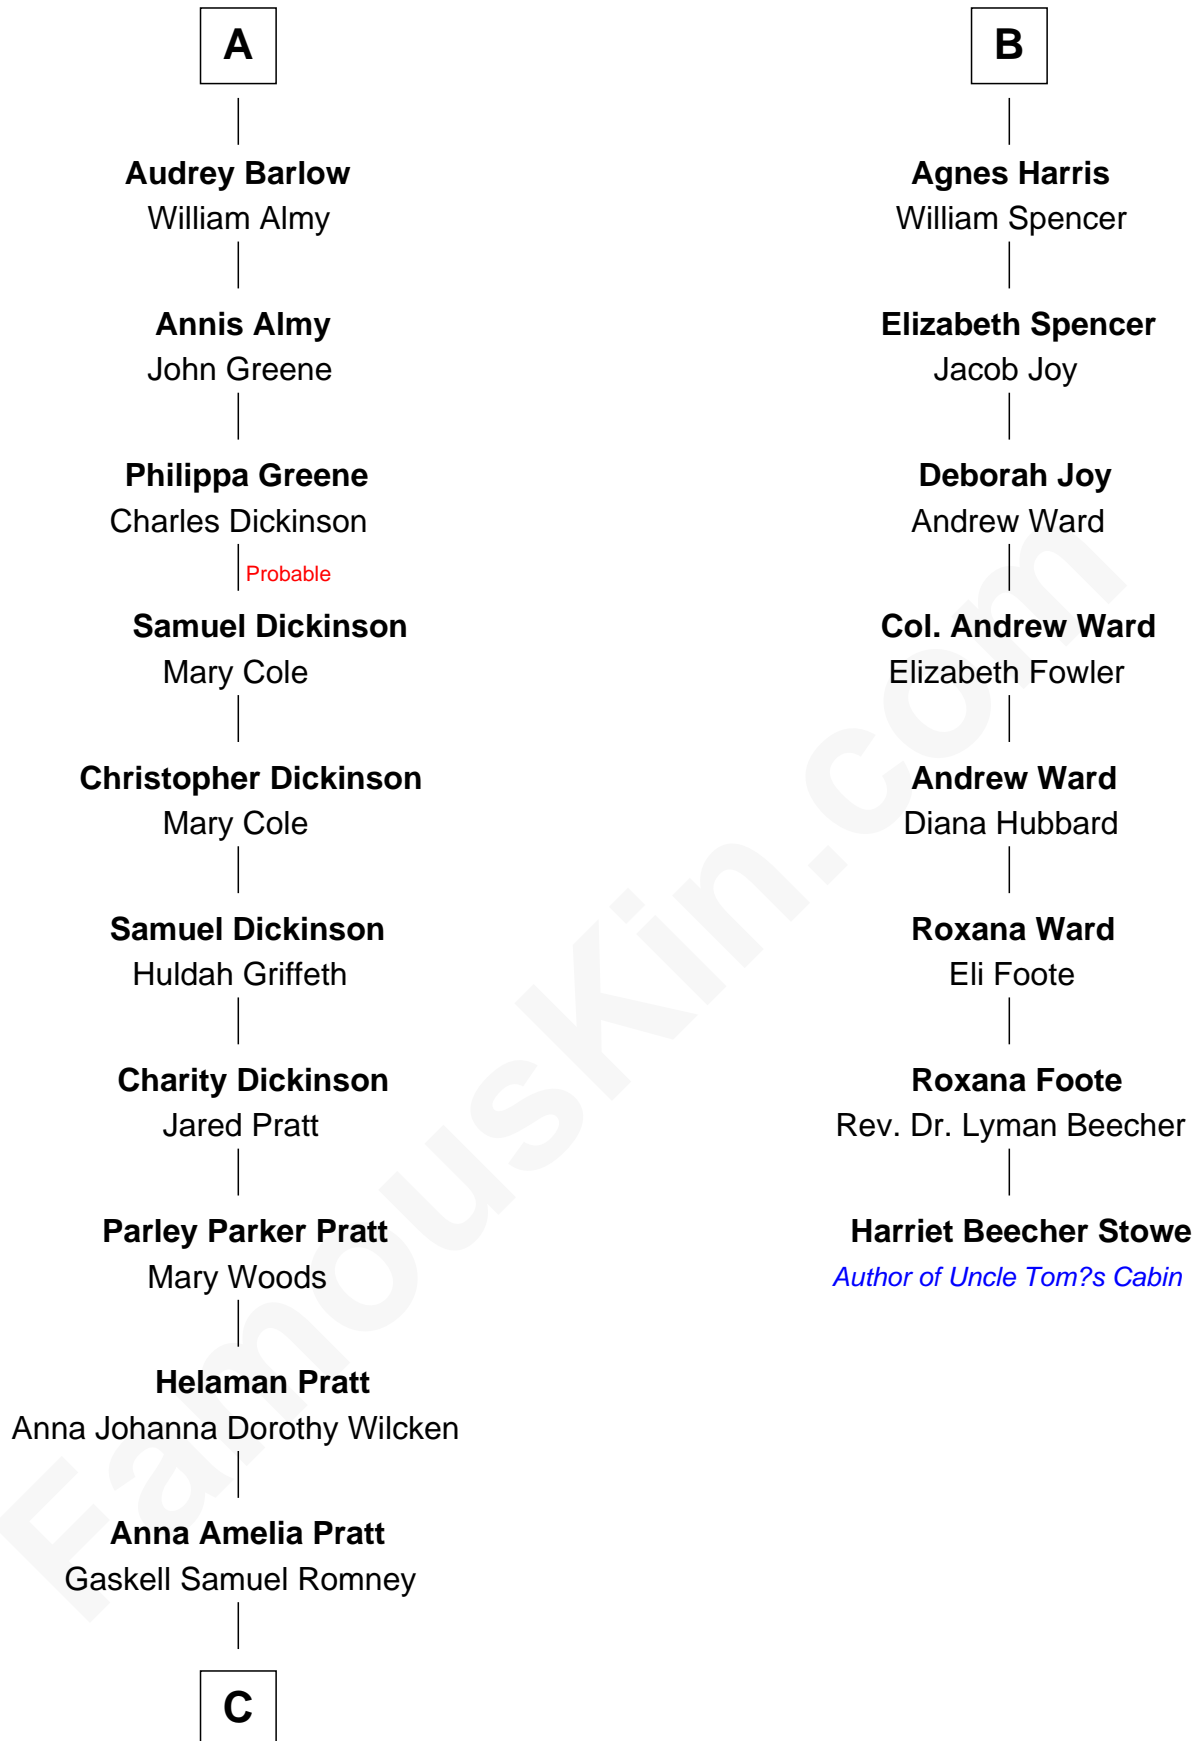 A
Audrey Barlow
William Almy
Annis Almy
John Greene
Philippa Greene
Charles Dickinson
Probable
Samuel Dickinson
Mary Cole
Christopher Dickinson
Mary Cole
Samuel Dickinson
Huldah Griffeth
Charity Dickinson
Jared Pratt
Parley Parker Pratt
Mary Woods
Helaman Pratt
Anna Johanna Dorothy Wilcken
Anna Amelia Pratt
Gaskell Samuel Romney
C
B
Agnes Harris
William Spencer
Elizabeth Spencer
Jacob Joy
Deborah Joy
Andrew Ward
Col. Andrew Ward
Elizabeth Fowler
Andrew Ward
Diana Hubbard
Roxana Ward
Eli Foote
Roxana Foote
Rev. Dr. Lyman Beecher
Harriet Beecher Stowe
Author of Uncle Tom?s Cabin
FamousKin.com